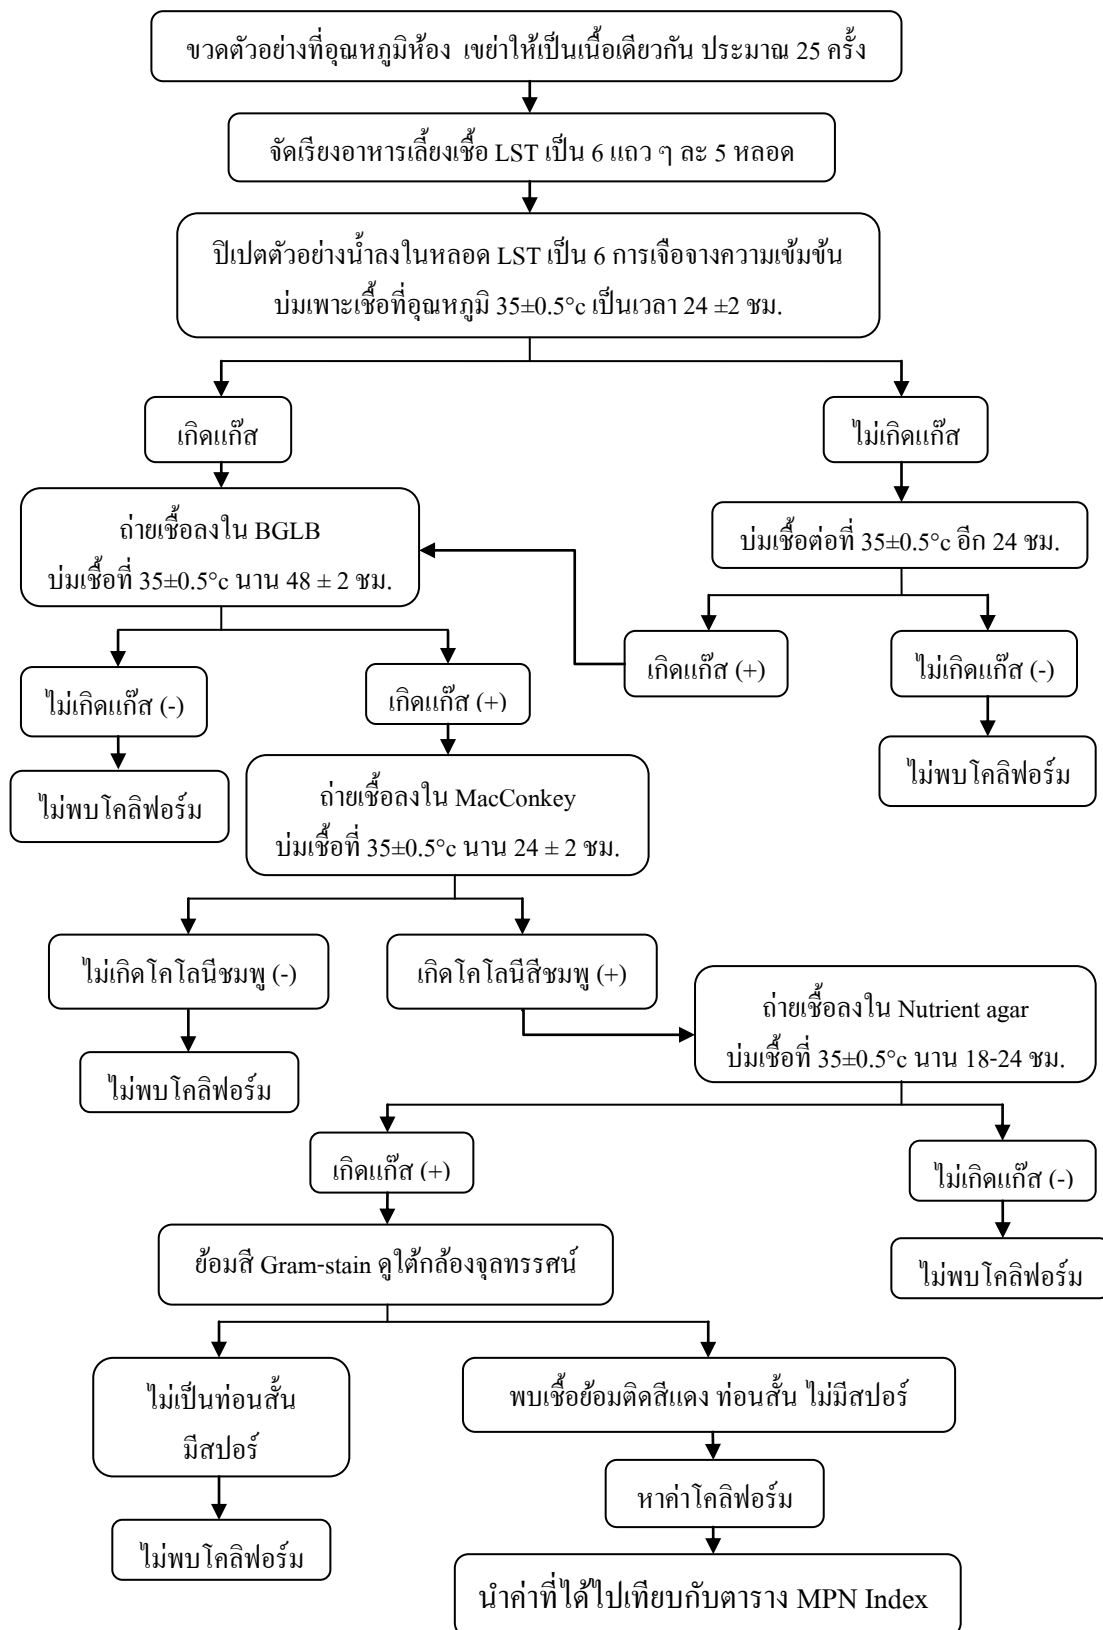 ขวดตัวอย่างที่อุณหภูมิห้อง เขย่าให้เป็นเนื้อเดียวกัน ประมาณ 25 ครั้ง
จัดเรียงอาหารเลี้ยงเชื้อ LST เป็น 6 แถว ๆ ละ 5 หลอด
ปิเปตตัวอย่างน้ำลงในหลอด LST เป็น 6 การเจือจางความเข้มข้น
บ่มเพาะเชื้อที่อุณหภูมิ 35±0.5°c เป็นเวลา 24 ±2 ชม.
เกิดแก๊ส
ไม่เกิดแก๊ส
ถ่ายเชื้อลงใน BGLB
บ่มเชื้อที่ 35±0.5°c นาน 48 ± 2 ชม.
บ่มเชื้อต่อที่ 35±0.5°c อีก 24 ชม.
ไม่เกิดแก๊ส (-)
เกิดแก๊ส (+)
เกิดแก๊ส (+)
ไม่เกิดแก๊ส (-)
ไม่พบโคลิฟอร์ม
ไม่พบโคลิฟอร์ม
ถ่ายเชื้อลงใน MacConkey
บ่มเชื้อที่ 35±0.5°c นาน 24 ± 2 ชม.
ไม่เกิดโคโลนีชมพู (-)
เกิดโคโลนีสีชมพู (+)
ถ่ายเชื้อลงใน Nutrient agar
บ่มเชื้อที่ 35±0.5°c นาน 18-24 ชม.
ไม่พบโคลิฟอร์ม
เกิดแก๊ส (+)
ไม่เกิดแก๊ส (-)
ย้อมสี Gram-stain ดูใต้กล้องจุลทรรศน์
ไม่พบโคลิฟอร์ม
ไม่เป็นท่อนสั้น
มีสปอร์
พบเชื้อย้อมติดสีแดง ท่อนสั้น ไม่มีสปอร์
หาค่าโคลิฟอร์ม
ไม่พบโคลิฟอร์ม
นำค่าที่ได้ไปเทียบกับตาราง MPN Index